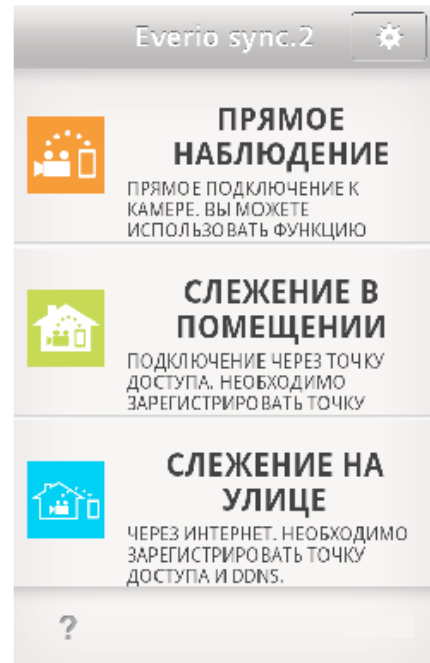 Everio sync.2
ПРЯМОЕ
НАБЛЮДЕНИЕ
ПРЯМОЕ ПОДКЛЮЧЕНИЕ К
КАМЕРЕ. ВЫ МОЖЕТЕ
ИСПОЛЬЗОВАТЬ ФУНКЦИЮ
СЛЕЖЕНИЕ В
ПОМЕЩЕНИИ
ПОДКЛЮЧЕНИЕ ЧЕРЕЗ ТОЧКУ
ДОСТУПА. НЕОБХОДИМО
ЗАРЕГИСТРИРОВАТЬ ТОЧКУ
СЛЕЖЕНИЕ НА
УЛИЦЕ
ЧЕРЕЗ ИНТЕРНЕТ. НЕОБХОДИМО
ЗАРЕГИСТРИРОВАТЬ ТОЧКУ
ДОСТУПА И DDNS.
?